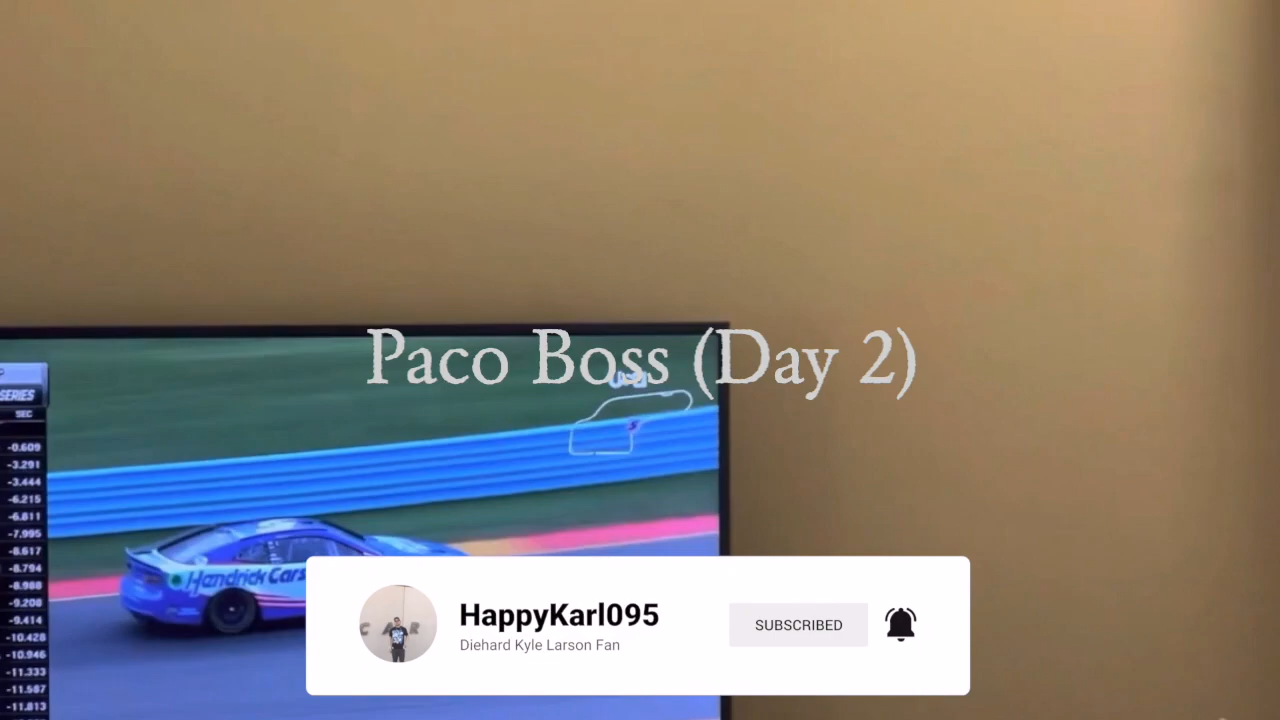 Paco Boss (Day 2)
SERIES
SEC
-0.609
-3.291
-3.444
-6.215
-6.811
-7.995
-8.617
-8.794
-8.988
-9.208
-9.414
-10.428
-10.946
-11.333
-11.587
-11.813
Hendrick Cars
HappyKarl095
Diehard Kyle Larson Fan
SUBSCRIBED